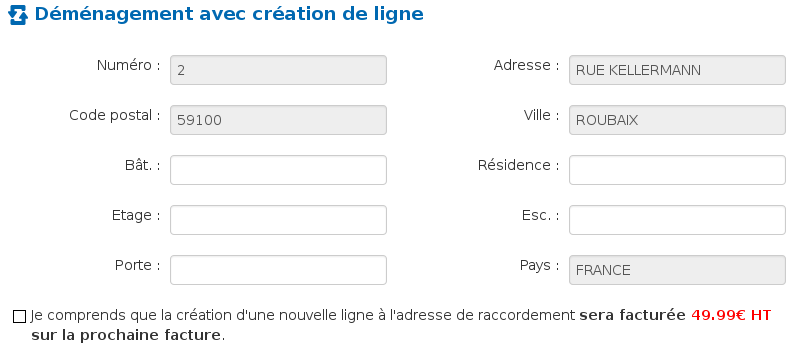 Déménagement avec création de ligne
Numéro : 2 Adresse : RUE KELLERMANN
Code postal : 59100 Ville : ROUBAIX
Bât. : Résidence :
Etage : Esc. :
Porte : Pays : FRANCE
Je comprends que la création d'une nouvelle ligne à l'adresse de raccordement sera facturée 49.99€ HT
sur la prochaine facture.